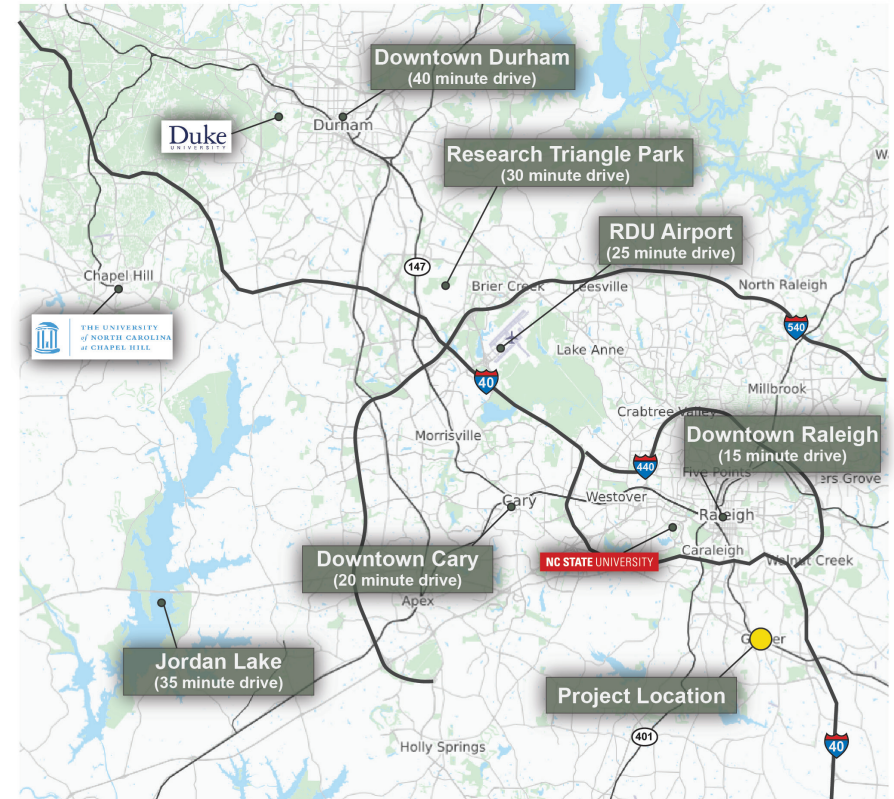 Downtown Durham
(40 minute drive)
Duke
UNIVERSITY
Durham
Research Triangle Park
(30 minute drive)
RDU Airport
(25 minute drive)
147
Chapel Hill
Brier Creek
Leesville
North Raleigh
THE UNIVERSITY
of NORTH CAROLINA
at CHAPEL HILL
540
Lake Anne
40
Millbrook
Crabtree Valley
Morrisville
Downtown Raleigh
(15 minute drive)
440
Five Points
ers Grove
Cary
Westover
Raleigh
Downtown Cary
(20 minute drive)
NC STATE UNIVERSITY
Caraleigh
Walnut Creek
Apex
Jordan Lake
(35 minute drive)
Project Location
401
40
Holly Springs